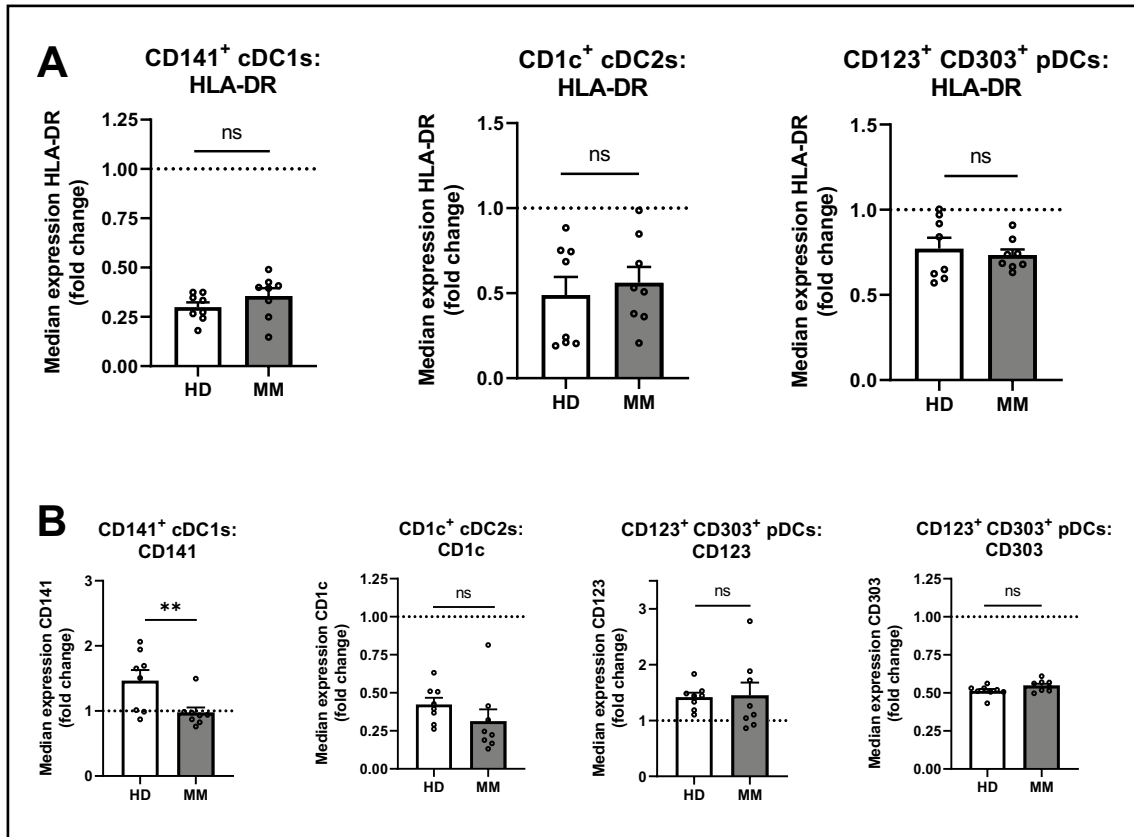 A
CD141⁺ cDC1s:
HLA-DR
Median expression HLA-DR
(fold change)
1.25
1.00
0.75
0.50
0.25
0.00
ns
HD
MM
CD1c⁺ cDC2s:
HLA-DR
Median expression HLA-DR
(fold change)
1.5
1.0
0.5
0.0
ns
HD
MM
CD123⁺ CD303⁺ pDCs:
HLA-DR
Median expression HLA-DR
(fold change)
1.5
1.0
0.5
0.0
ns
HD
MM
B
CD141⁺ cDC1s:
CD141
Median expression CD141
(fold change)
3
2
1
0
**
HD
MM
CD1c⁺ cDC2s:
CD1c
Median expression CD1c
(fold change)
1.25
1.00
0.75
0.50
0.25
0.00
ns
HD
MM
CD123⁺ CD303⁺ pDCs:
CD123
Median expression CD123
(fold change)
3
2
1
0
ns
HD
MM
CD123⁺ CD303⁺ pDCs:
CD303
Median expression CD303
(fold change)
1.25
1.00
0.75
0.50
0.25
0.00
ns
HD
MM